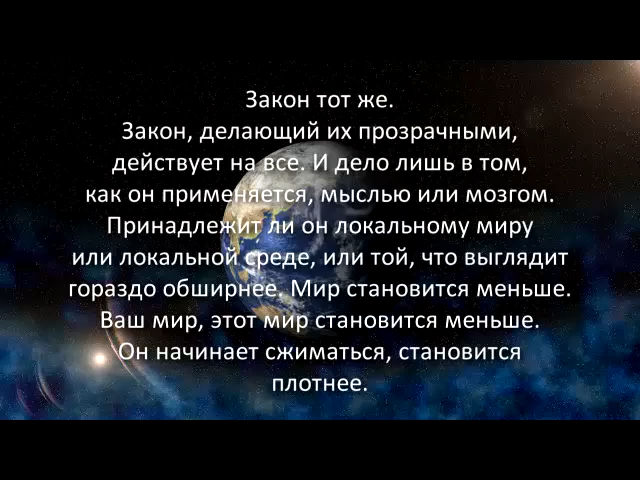 Закон тот же.
Закон, делающий их прозрачными,
действует на все. И дело лишь в том,
как он применяется, мыслью или мозгом.
Принадлежит ли он локальному миру
или локальной среде, или той, что выглядит
гораздо обширнее. Мир становится меньше.
Ваш мир, этот мир становится меньше.
Он начинает сжиматься, становится
плотнее.